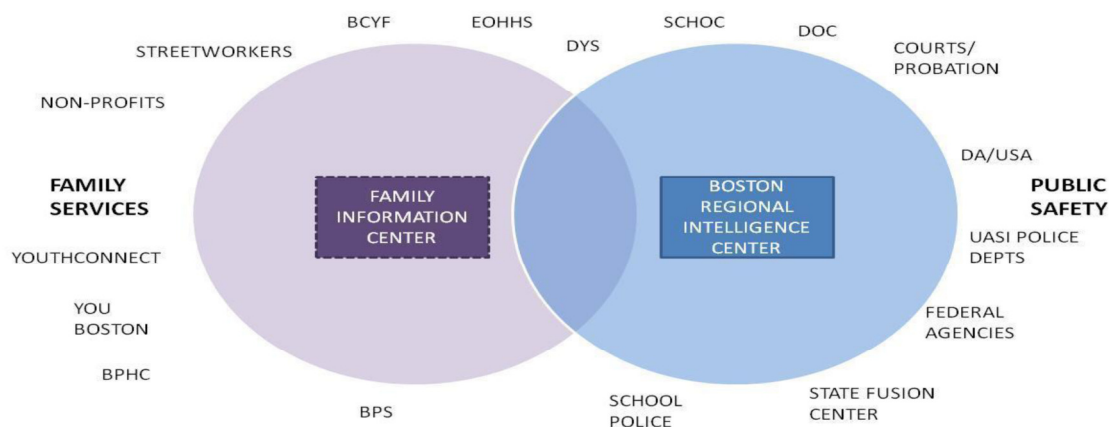 BCYF
EOHHS
SCHOC
DOC
STREETWORKERS
DYS
COURTS/
PROBATION
NON-PROFITS
DA/USA
FAMILY
SERVICES
FAMILY
INFORMATION
CENTER
BOSTON
REGIONAL
INTELLIGENCE
CENTER
PUBLIC
SAFETY
YOUTHCONNECT
UASI POLICE
DEPTS
YOU
BOSTON
FEDERAL
AGENCIES
BPHC
BPS
SCHOOL
POLICE
STATE FUSION
CENTER